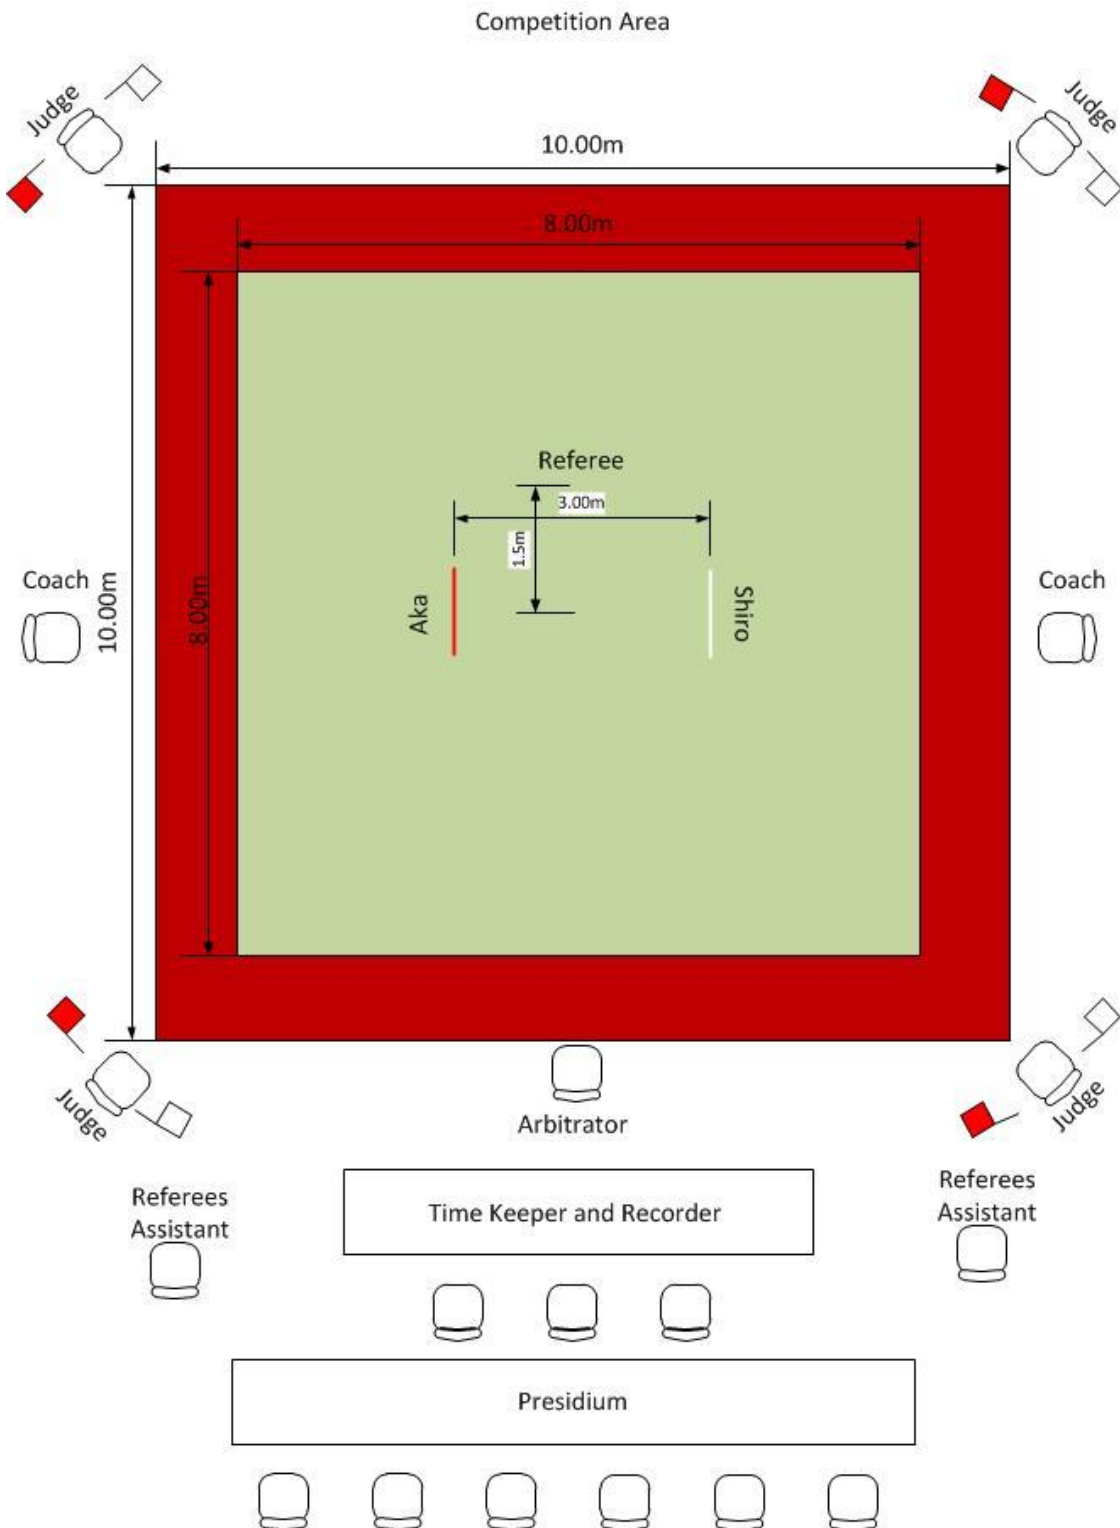 Competition Area
Judge
Judge
10.00m
8.00m
Referee
3.00m
1.5m
Coach
10.00m
8.00m
Aka
Shiro
Coach
Judge
Judge
Arbitrator
Referees
Assistant
Time Keeper and Recorder
Referees
Assistant
Presidium